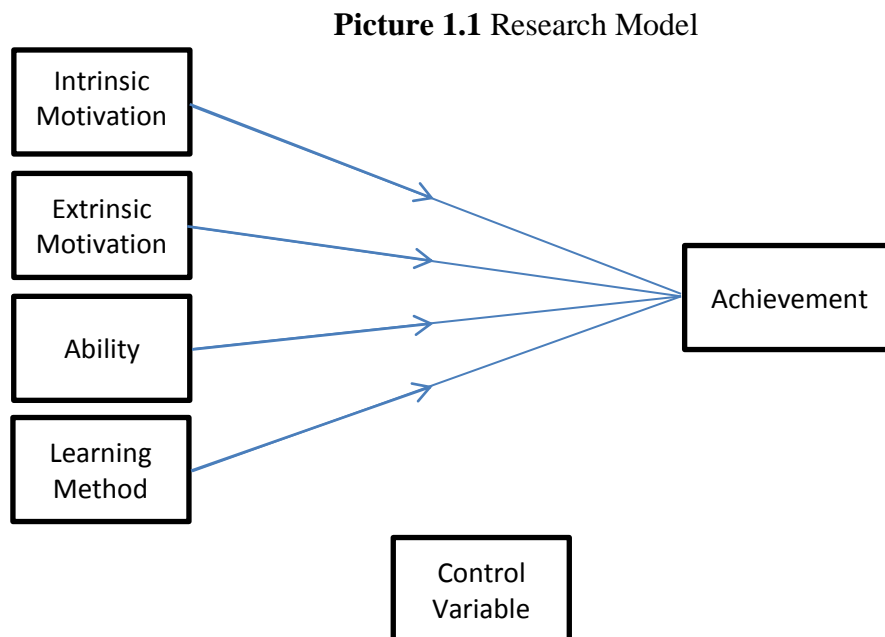 Picture 1.1 Research Model
Intrinsic
Motivation
Extrinsic
Motivation
Ability
Learning
Method
Achievement
Control
Variable